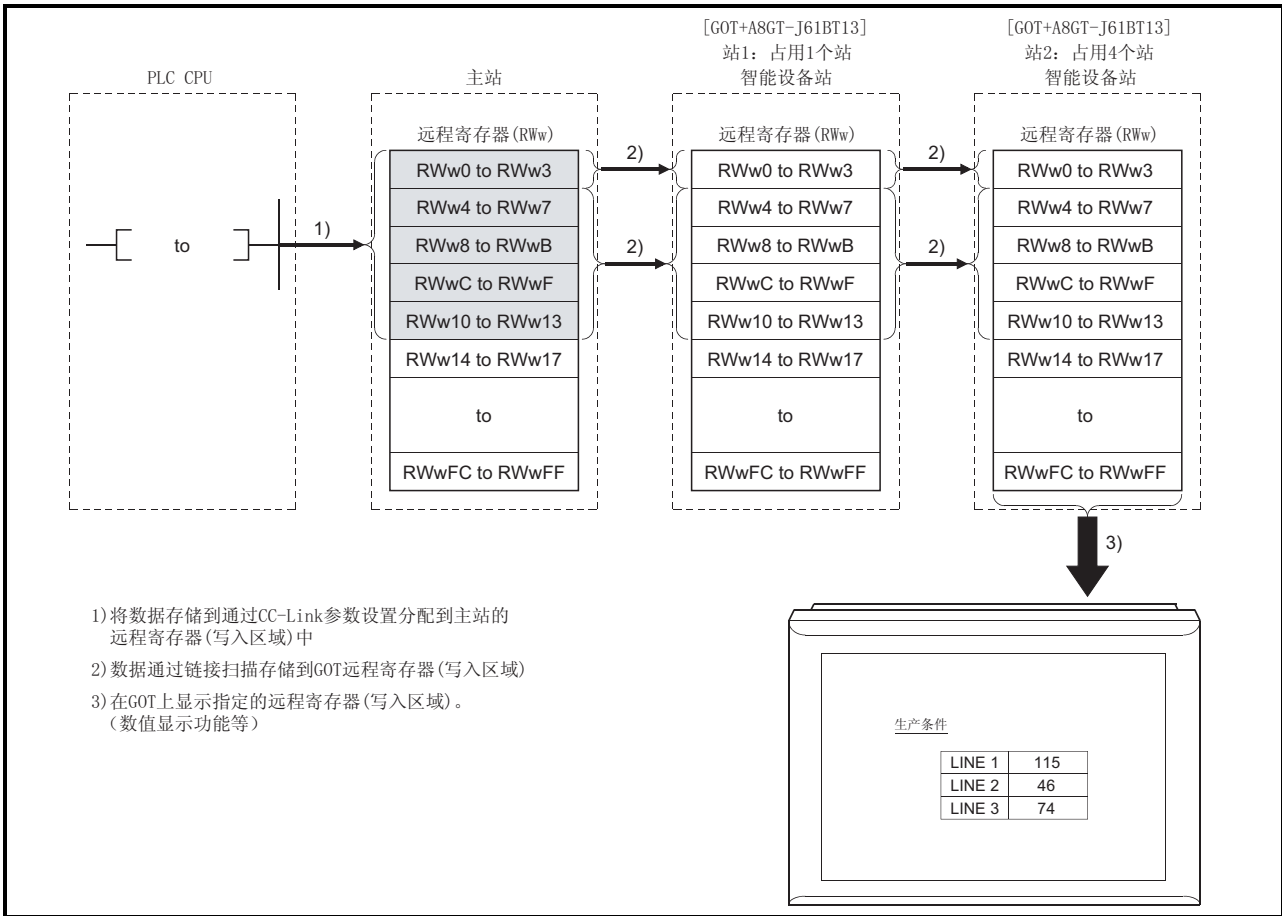 [GOT+A8GT-J61BT13]
站1: 占用1个站
智能设备站
[GOT+A8GT-J61BT13]
站2: 占用4个站
智能设备站
PLC CPU
主站
远程寄存器(RWw)
远程寄存器(RWw)
远程寄存器(RWw)
to
1)
RWw0 to RWw3
RWw4 to RWw7
RWw8 to RWwB
RWwC to RWwF
RWw10 to RWw13
RWw14 to RWw17
to
RWwFC to RWwFF
2)
2)
RWw0 to RWw3
RWw4 to RWw7
RWw8 to RWwB
RWwC to RWwF
RWw10 to RWw13
RWw14 to RWw17
to
RWwFC to RWwFF
2)
2)
RWw0 to RWw3
RWw4 to RWw7
RWw8 to RWwB
RWwC to RWwF
RWw10 to RWw13
RWw14 to RWw17
to
RWwFC to RWwFF
3)
1)将数据存储到通过CC-Link参数设置分配到主站的
远程寄存器(写入区域)中
2)数据通过链接扫描存储到GOT远程寄存器(写入区域)
3)在GOT上显示指定的远程寄存器(写入区域)。
(数值显示功能等)
生产条件
LINE 1 115
LINE 2 46
LINE 3 74